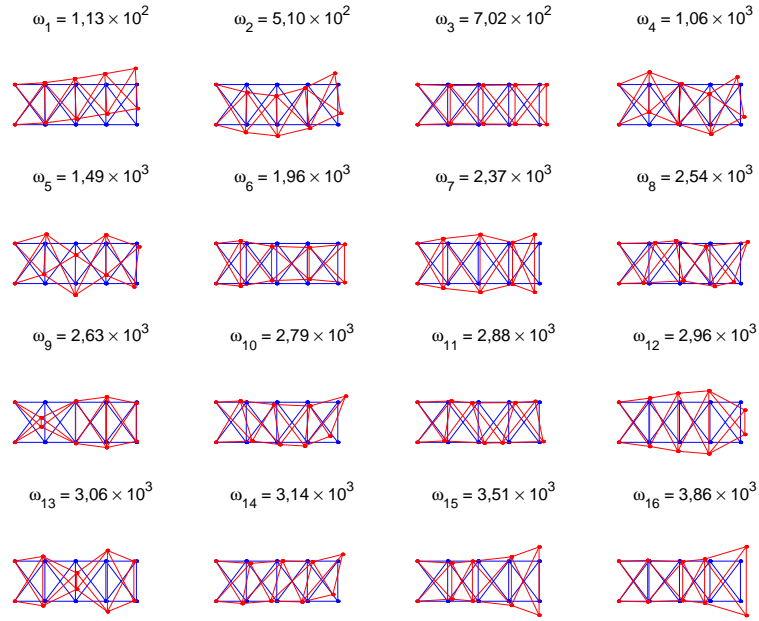 ω1 = 1,13 × 10^2
ω2 = 5,10 × 10^2
ω3 = 7,02 × 10^2
ω4 = 1,06 × 10^3
ω5 = 1,49 × 10^3
ω6 = 1,96 × 10^3
ω7 = 2,37 × 10^3
ω8 = 2,54 × 10^3
ω9 = 2,63 × 10^3
ω10 = 2,79 × 10^3
ω11 = 2,88 × 10^3
ω12 = 2,96 × 10^3
ω13 = 3,06 × 10^3
ω14 = 3,14 × 10^3
ω15 = 3,51 × 10^3
ω16 = 3,86 × 10^3